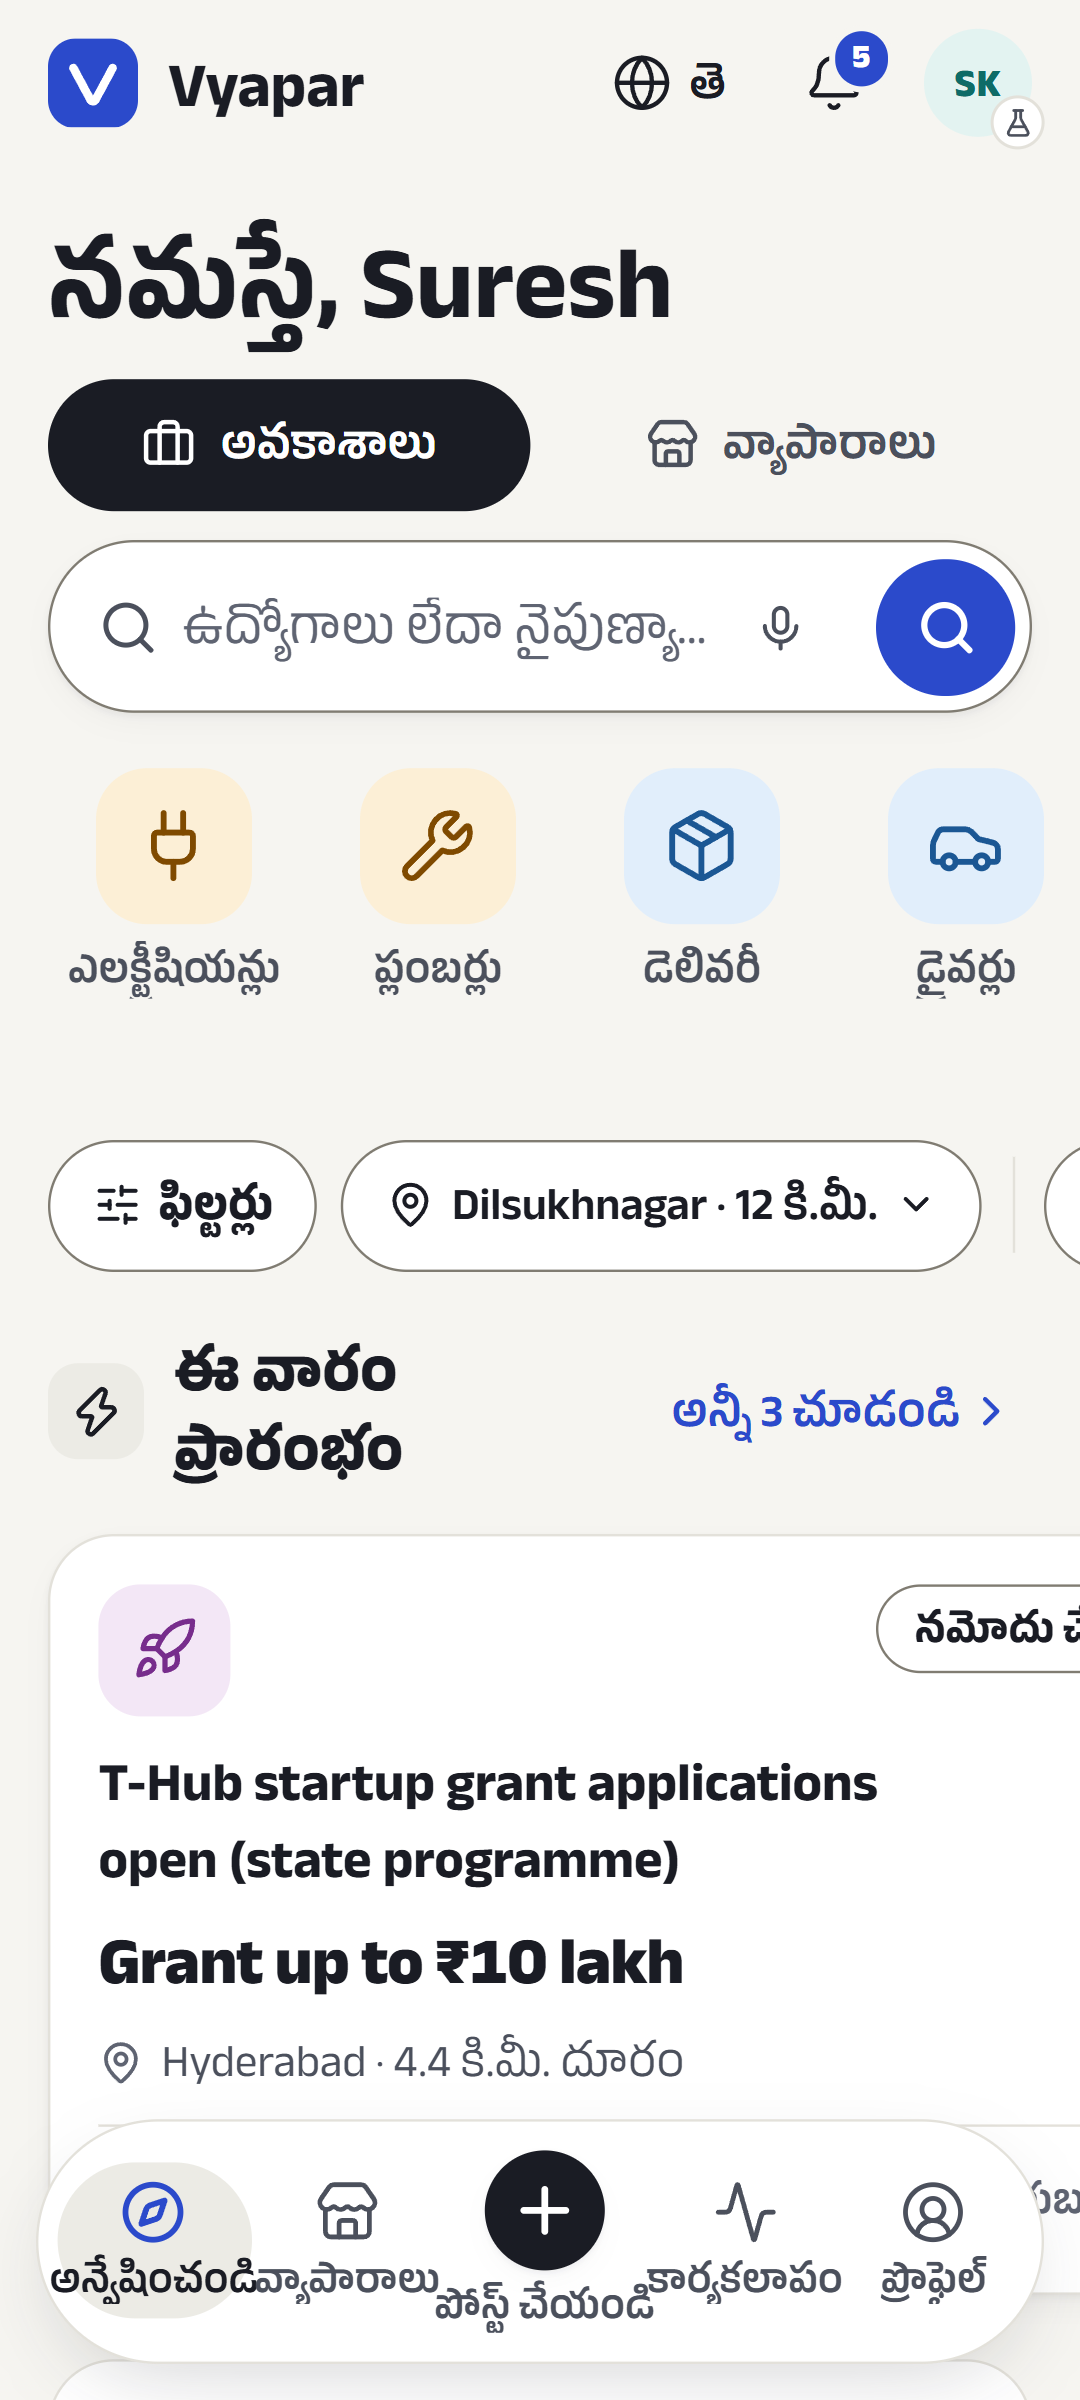 Vyapar
తె
5
SK
నమస్తే, Suresh
అవకాశాలు
వ్యాపారాలు
ఉద్యోగాలు లేదా నైపుణ్యా...
ఎలక్ట్రీషియన్లు
ప్లంబర్లు
డెలివరీ
డ్రైవర్లు
ఫిల్టర్లు
Dilsukhnagar · 12 కి.మీ.
ఈ వారం
ప్రారంభం
అన్నీ 3 చూడండి
నమోదు
T-Hub startup grant applications
open (state programme)
Grant up to ₹10 lakh
Hyderabad · 4.4 కి.మీ. దూరం
అన్వేషించండి
వ్యాపారాలు
పోస్ట్ చేయండి
కార్యకలాపం
ప్రొఫైల్